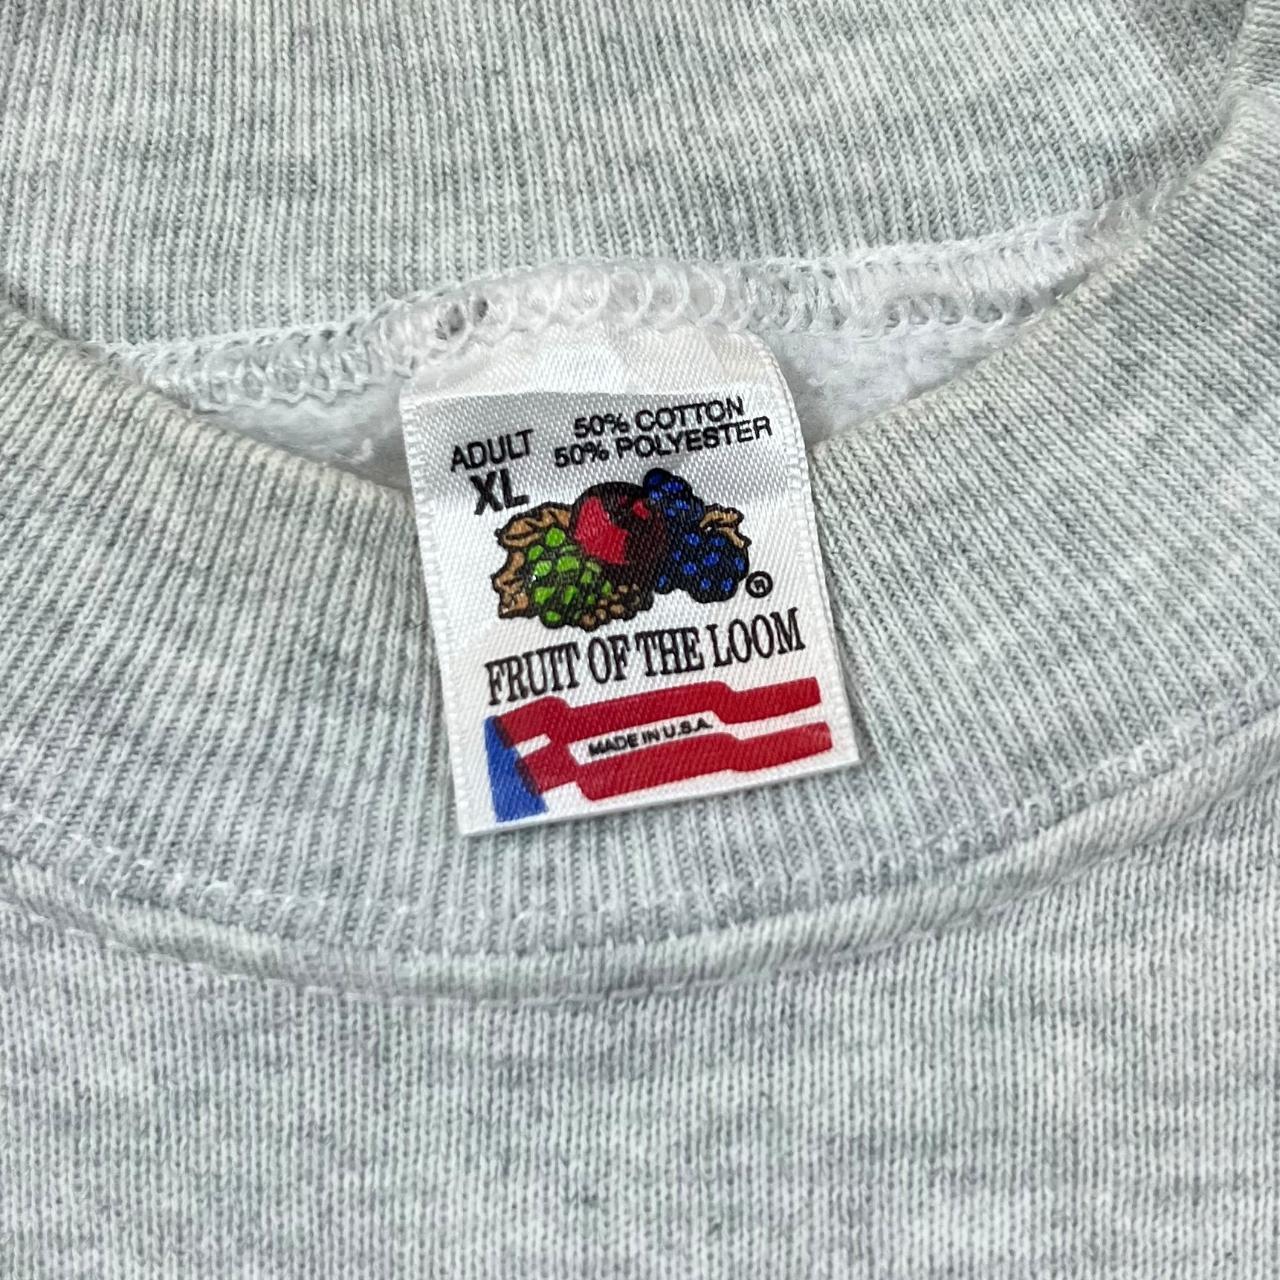 50% COTTON
50% POLYESTER
ADULT
XL
®
FRUIT OF THE LOOM
MADE IN U.S.A.